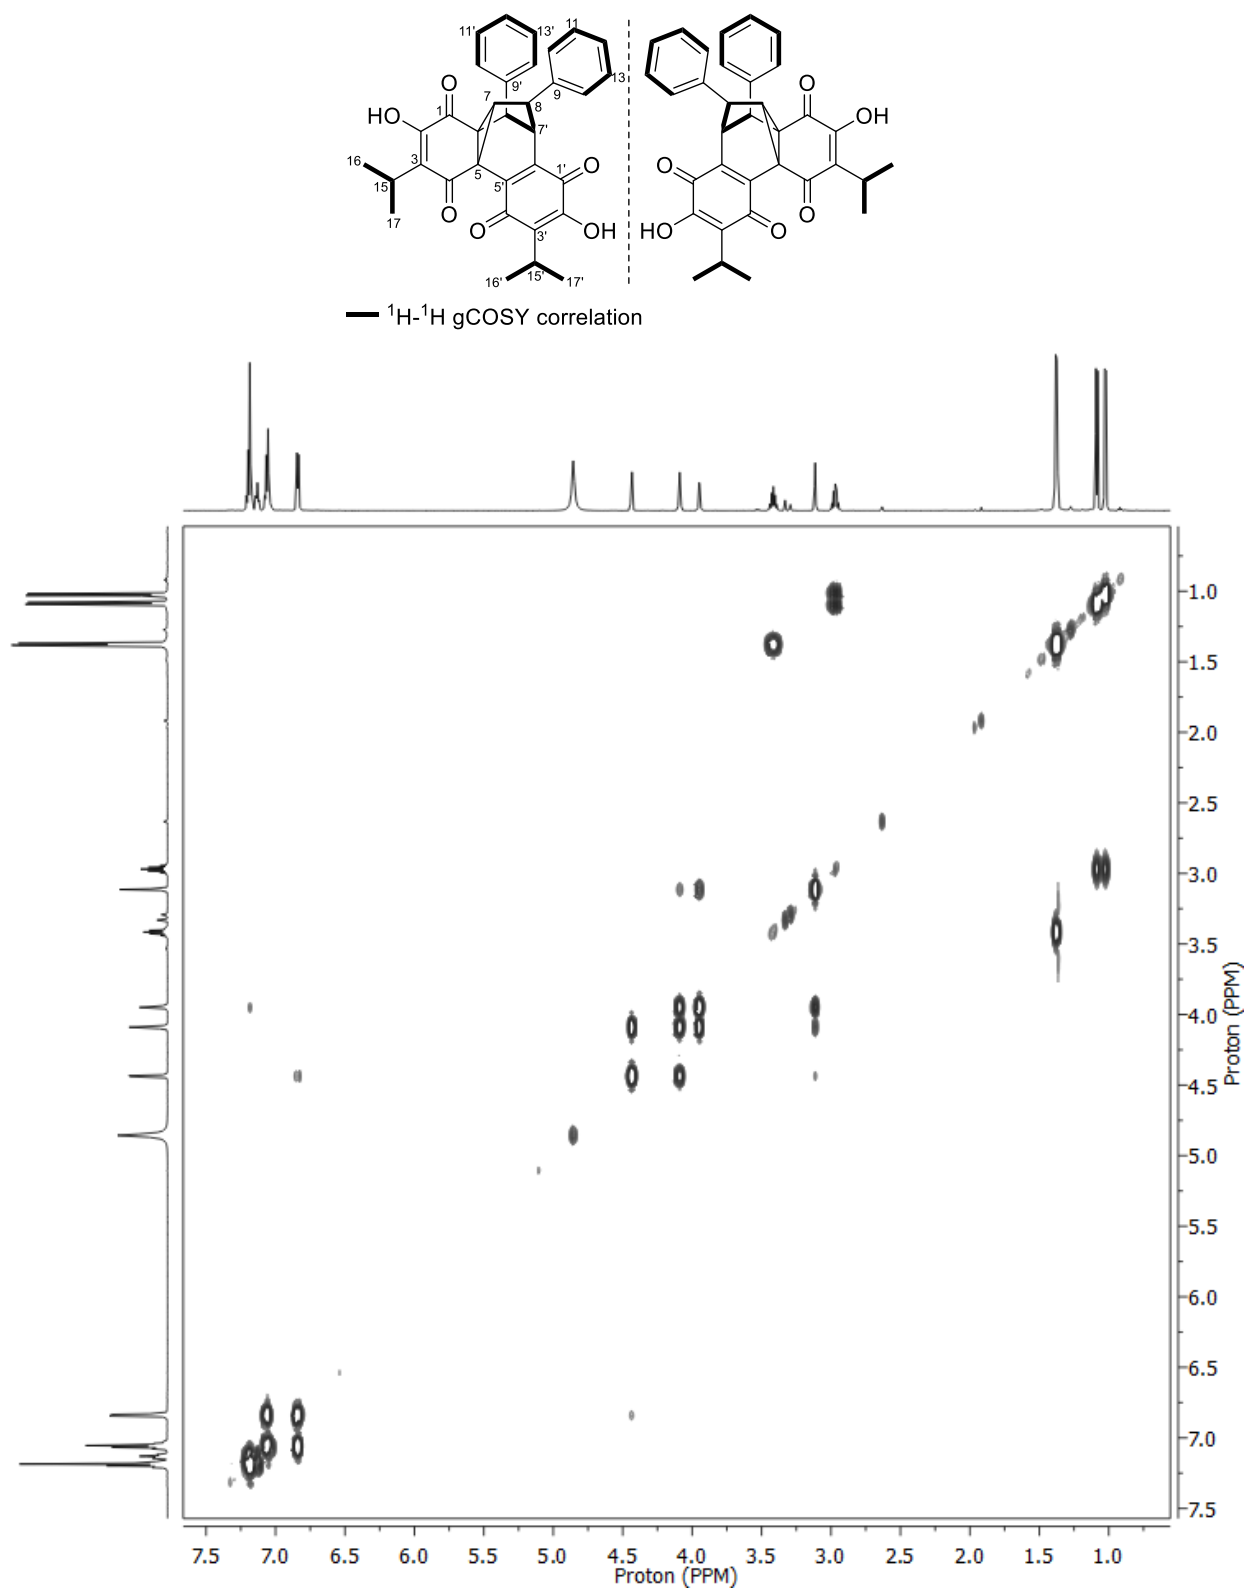 11' 13' 11
9' 9 13
O 1 7 8 O
HO 7' OH
16 3 O O O
15 5 5' 1'
17 O O 3' OH HO O O
16' 15' 17'
1H-1H gCOSY correlation
1.0
1.5
2.0
2.5
3.0
3.5
4.0
4.5
5.0
5.5
6.0
6.5
7.0
7.5
Proton (PPM)
7.5 7.0 6.5 6.0 5.5 5.0 4.5 4.0 3.5 3.0 2.5 2.0 1.5 1.0
Proton (PPM)